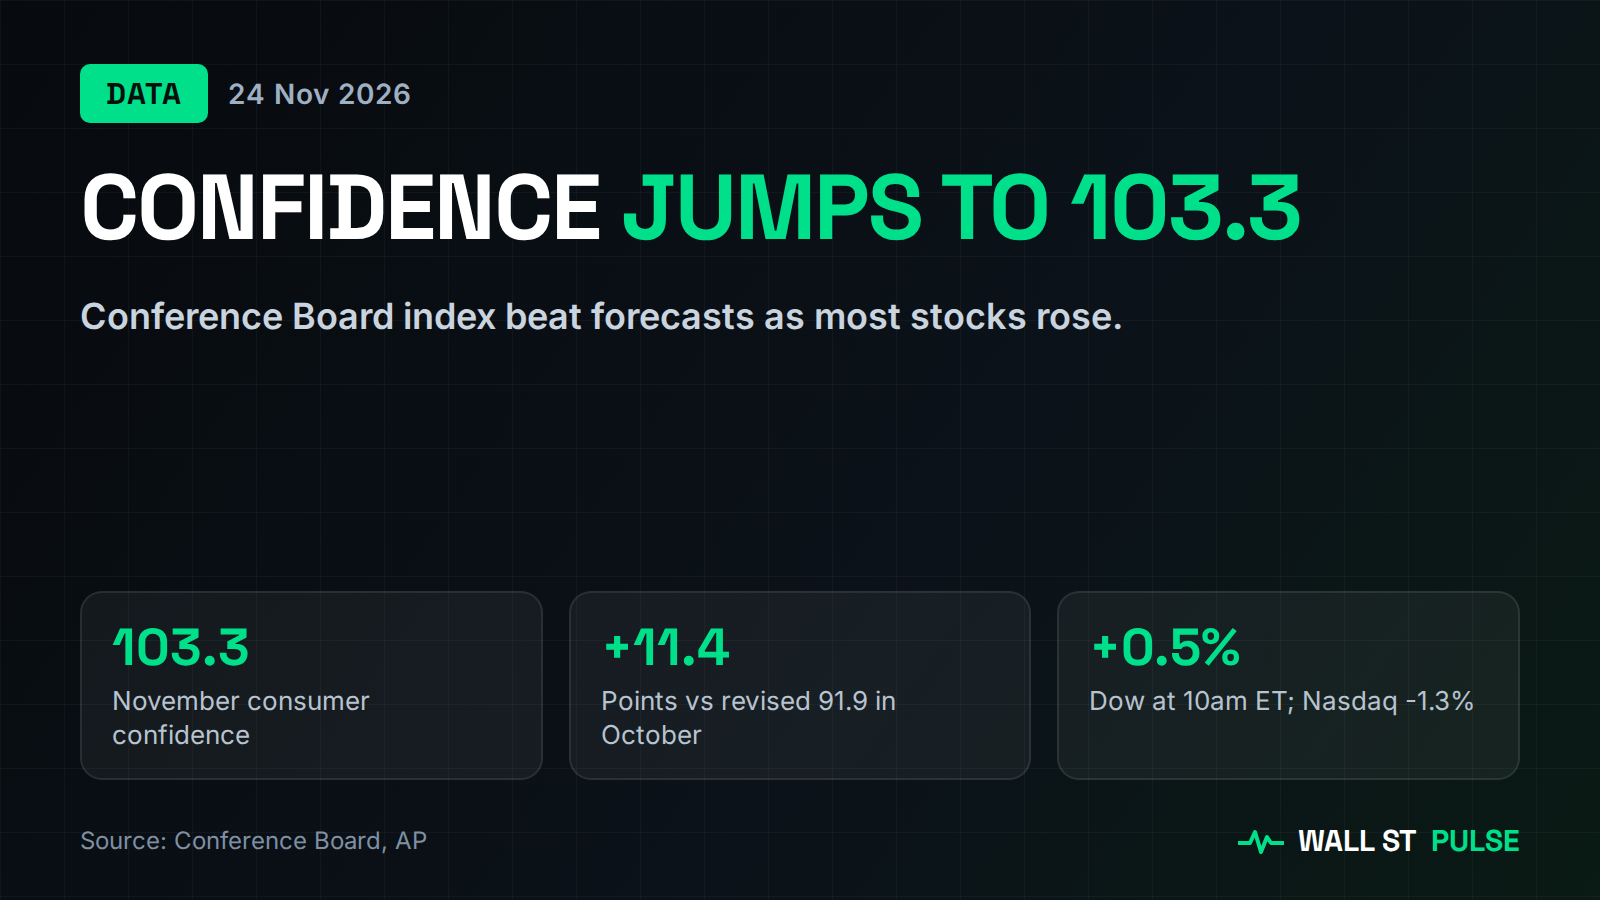 DATA
24 Nov 2026
CONFIDENCE JUMPS TO 103.3
Conference Board index beat forecasts as most stocks rose.
103.3
November consumer
confidence
+11.4
Points vs revised 91.9 in
October
+0.5%
Dow at 10am ET; Nasdaq -1.3%
Source: Conference Board, AP
WALL ST PULSE